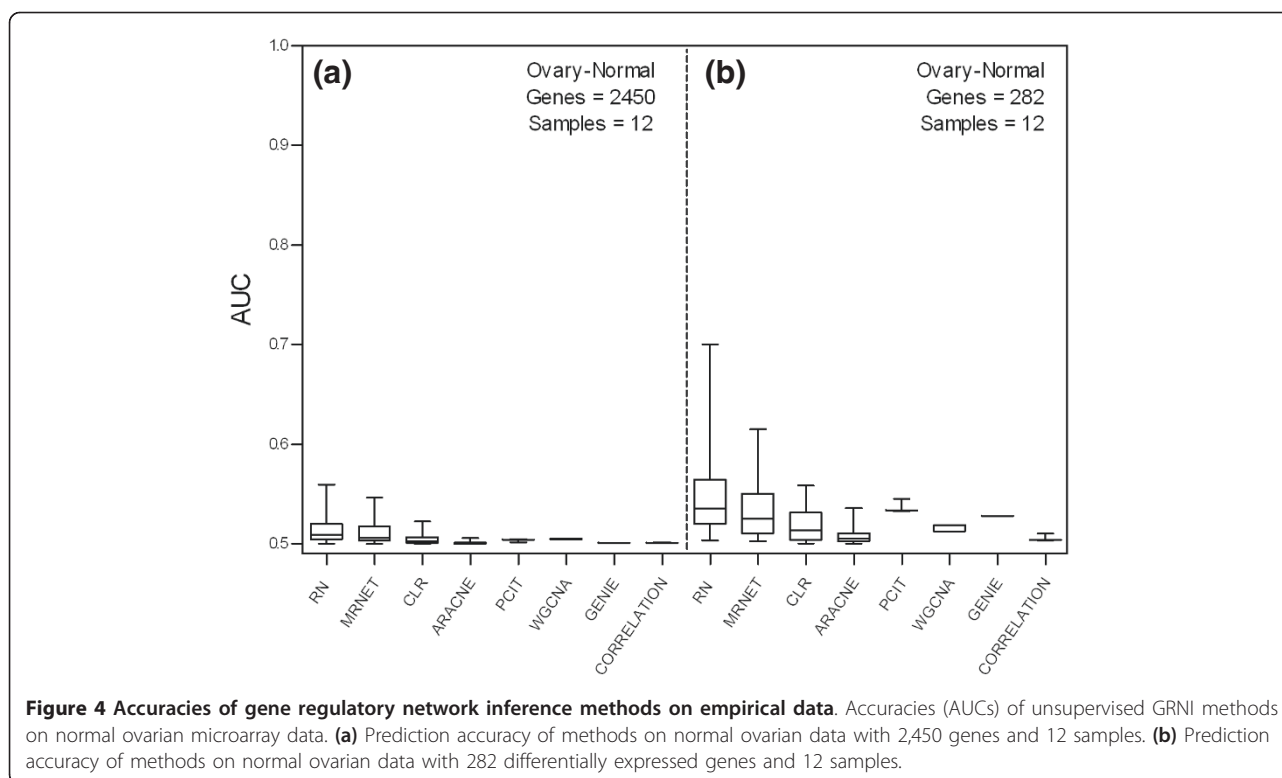 (a)
Ovary-Normal
Genes = 2450
Samples = 12
(b)
Ovary-Normal
Genes = 282
Samples = 12
AUC
1.0
0.9
0.8
0.7
0.6
0.5
RN
MRNET
CLR
ARACNE
PCIT
WGCNA
GENIE
CORRELATION
RN
MRNET
CLR
ARACNE
PCIT
WGCNA
GENIE
CORRELATION
Figure 4 Accuracies of gene regulatory network inference methods on empirical data. Accuracies (AUCs) of unsupervised GRNI methods
on normal ovarian microarray data. (a) Prediction accuracy of methods on normal ovarian data with 2,450 genes and 12 samples. (b) Prediction
accuracy of methods on normal ovarian data with 282 differentially expressed genes and 12 samples.